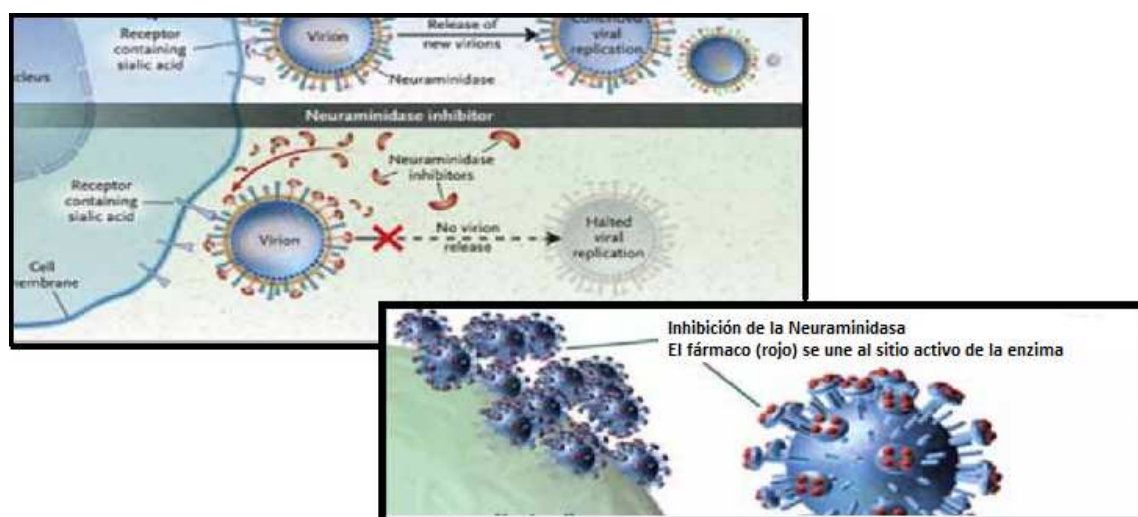 Receptor
containing
sialic acid
Virion
Release of
new virions
viral
replication
Neuraminidase
Neuraminidase inhibitor
Neuraminidase
inhibitors
Receptor
containing
sialic acid
Virion
No virion
release
Halted
viral
replication
Cell
Inhibición de la Neuraminidasa
El fármaco (rojo) se une al sitio activo de la enzima